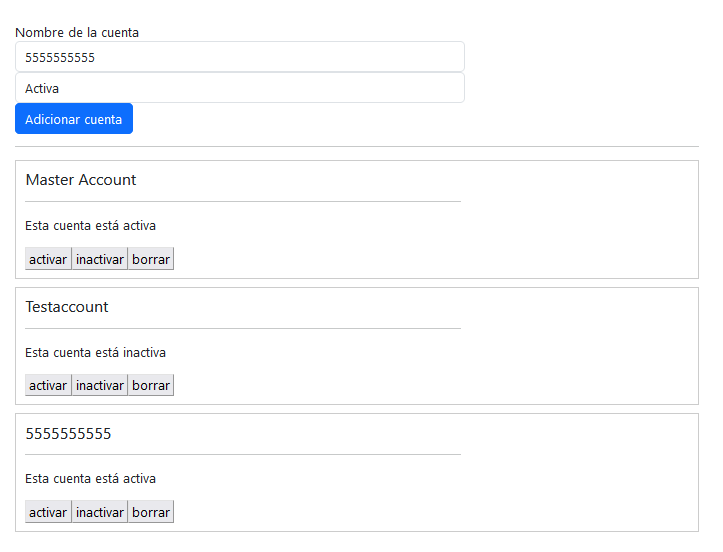 Nombre de la cuenta
5555555555
Activa
Adicionar cuenta
Master Account
Esta cuenta está activa
activar inactivar borrar
Testaccount
Esta cuenta está inactiva
activar inactivar borrar
5555555555
Esta cuenta está activa
activar inactivar borrar